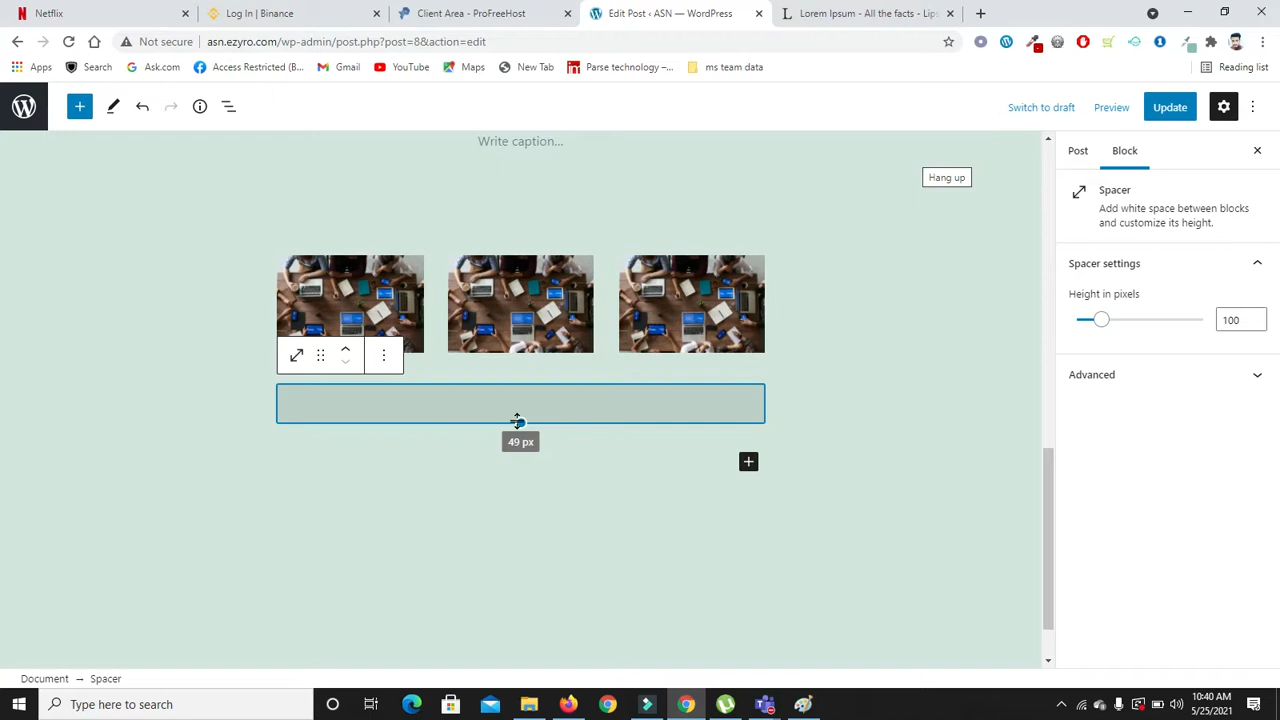 Netflix
Log In | Binance
Client Area - ProFreeHost
Edit Post ‹ ASN — WordPress
Lorem Ipsum - All the facts - Lips
Not secure
asn.ezyro.com/wp-admin/post.php?post=8&action=edit
Apps
Search
Ask.com
Access Restricted (B...
Gmail
YouTube
Maps
New Tab
Parse technology –...
ms team data
Reading list
Switch to draft
Preview
Update
Write caption...
Post
Block
Hang up
Spacer
Add white space between blocks
and customize its height.
Spacer settings
Height in pixels
100
Advanced
49 px
Document → Spacer
Type here to search
10:40 AM
5/25/2021